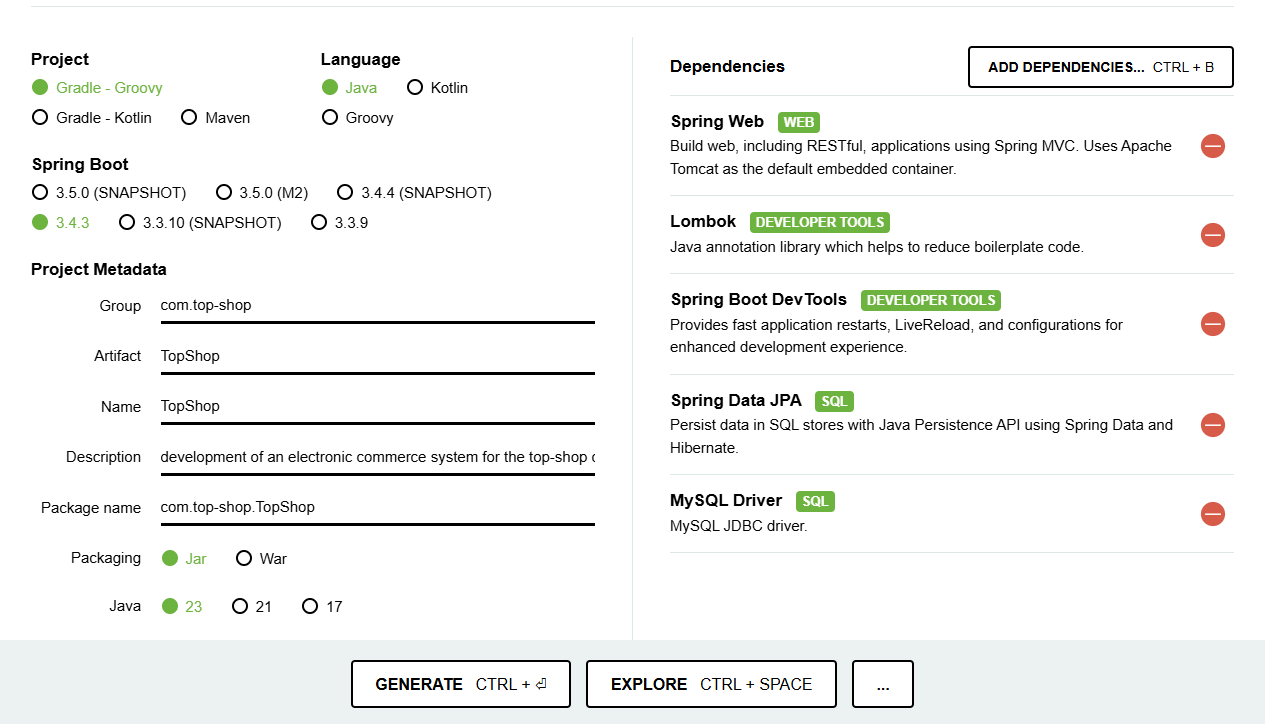 Project
Gradle - Groovy
Gradle - Kotlin Maven
Language
Java Kotlin
Groovy
Spring Boot
3.5.0 (SNAPSHOT) 3.5.0 (M2) 3.4.4 (SNAPSHOT)
3.4.3 3.3.10 (SNAPSHOT) 3.3.9
Project Metadata
Group com.top-shop
Artifact TopShop
Name TopShop
Description development of an electronic commerce system for the top-shop
Package name com.top-shop.TopShop
Packaging Jar War
Java 23 21 17
Dependencies ADD DEPENDENCIES... CTRL + B
Spring Web WEB
Build web, including RESTful, applications using Spring MVC. Uses Apache
Tomcat as the default embedded container.
Lombok DEVELOPER TOOLS
Java annotation library which helps to reduce boilerplate code.
Spring Boot DevTools DEVELOPER TOOLS
Provides fast application restarts, LiveReload, and configurations for
enhanced development experience.
Spring Data JPA SQL
Persist data in SQL stores with Java Persistence API using Spring Data and
Hibernate.
MySQL Driver SQL
MySQL JDBC driver.
GENERATE CTRL + ⏎ EXPLORE CTRL + SPACE ...